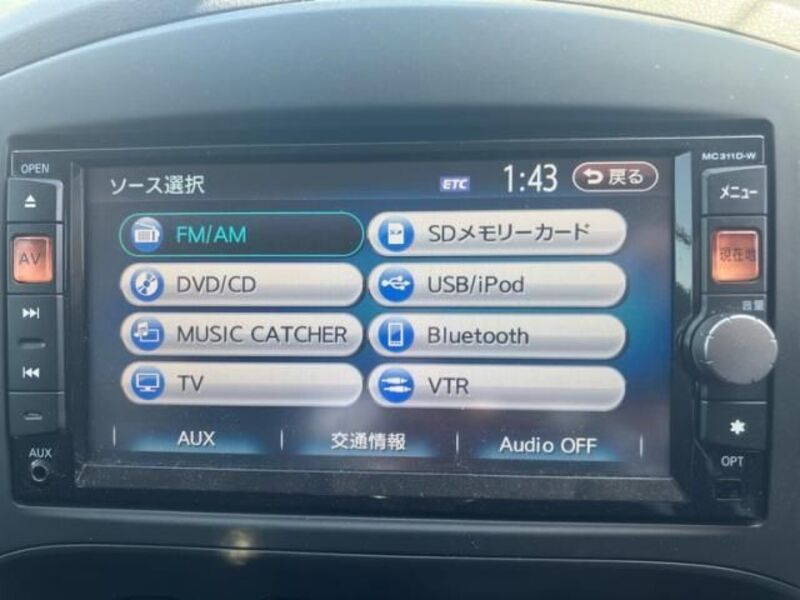 OPEN
MC311D-W
ソース選択
ETC
1:43
戻る
メニュー
FM/AM
SDメモリーカード
AV
現在地
DVD/CD
USB/iPod
音量
MUSIC CATCHER
Bluetooth
TV
VTR
AUX
交通情報
Audio OFF
AUX
OPT